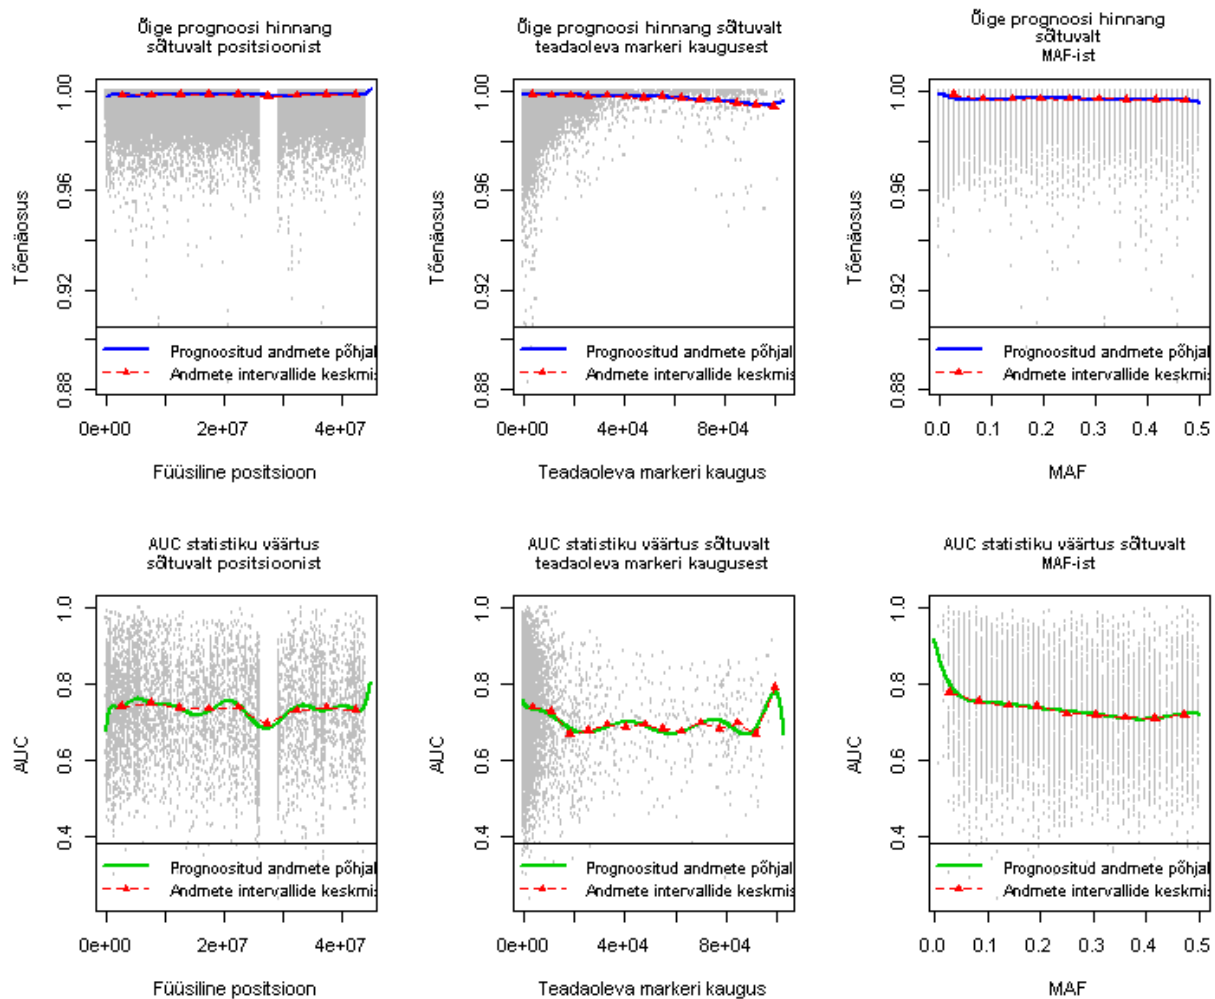 Õige prognoosi hinnang
sõltuvalt positsioonist
Tõenäosus
1.00
0.96
0.92
0.88
Prognoositud andmete põhjal
Andmete intervallide keskmis
0e+00
2e+07
4e+07
Füüsiline positsioon
Õige prognoosi hinnang sõltuvalt
teadaoleva markeri kaugusest
Tõenäosus
1.00
0.96
0.92
0.88
Prognoositud andmete põhjal
Andmete intervallide keskmis
0e+00
4e+04
8e+04
Teadaoleva markeri kaugus
Õige prognoosi hinnang
sõltuvalt
MAF-ist
Tõenäosus
1.00
0.96
0.92
0.88
Prognoositud andmete põhjal
Andmete intervallide keskmis
0.0
0.1
0.2
0.3
0.4
0.5
MAF
AUC statistiku väärtus
sõltuvalt positsioonist
AUC
1.0
0.8
0.6
0.4
Prognoositud andmete põhjal
Andmete intervallide keskmis
0e+00
2e+07
4e+07
Füüsiline positsioon
AUC statistiku väärtus sõltuvalt
teadaoleva markeri kaugusest
AUC
1.0
0.8
0.6
0.4
Prognoositud andmete põhjal
Andmete intervallide keskmis
0e+00
4e+04
8e+04
Teadaoleva markeri kaugus
AUC statistiku väärtus sõltuvalt
MAF-ist
AUC
1.0
0.8
0.6
0.4
Prognoositud andmete põhjal
Andmete intervallide keskmis
0.0
0.1
0.2
0.3
0.4
0.5
MAF